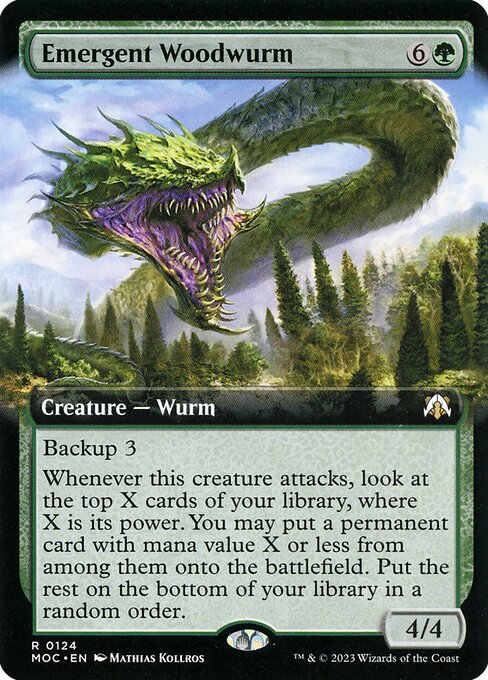 Emergent Woodwurm 6
Creature — Wurm
Backup 3
Whenever this creature attacks, look at
the top X cards of your library, where
X is its power. You may put a permanent
card with mana value X or less from
among them onto the battlefield. Put the
rest on the bottom of your library in a
random order.
4/4
R 0124
MOC • EN Mathias Kollros ™ & © 2023 Wizards of the Coast